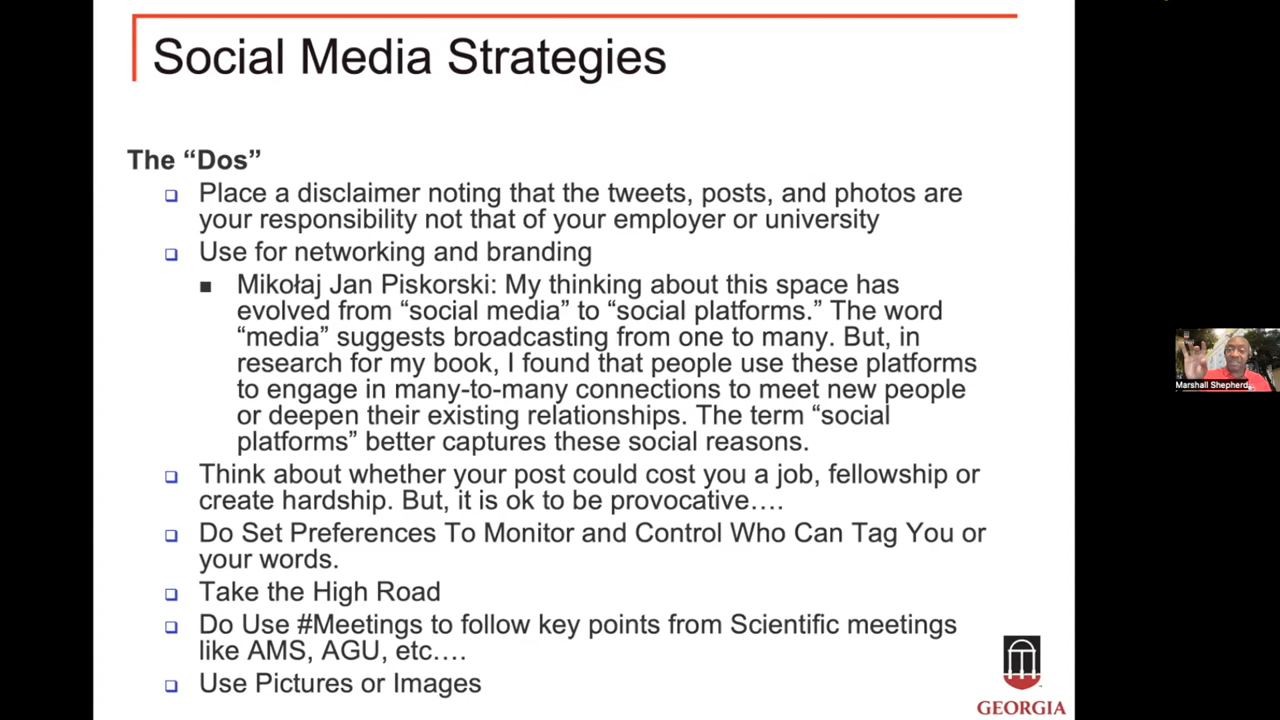 Social Media Strategies
The “Dos”
Place a disclaimer noting that the tweets, posts, and photos are
your responsibility not that of your employer or university
Use for networking and branding
Mikołaj Jan Piskorski: My thinking about this space has
evolved from “social media” to “social platforms.” The word
“media” suggests broadcasting from one to many. But, in
research for my book, I found that people use these platforms
to engage in many-to-many connections to meet new people
or deepen their existing relationships. The term “social
platforms” better captures these social reasons.
Think about whether your post could cost you a job, fellowship or
create hardship. But, it is ok to be provocative….
Do Set Preferences To Monitor and Control Who Can Tag You or
your words.
Take the High Road
Do Use #Meetings to follow key points from Scientific meetings
like AMS, AGU, etc….
Use Pictures or Images
GEORGIA
Marshall Shepherd